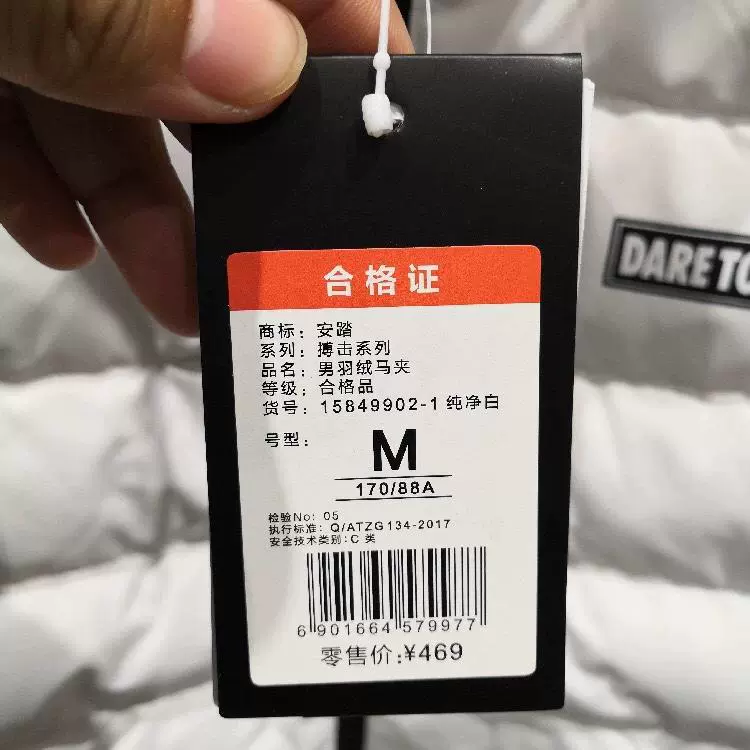 合格证
商标：安踏
系列：搏击系列
品名：男羽绒马夹
等级：合格品
货号：15849902-1 纯净白
号型：
M
170/88A
检验No: 05
执行标准: Q/ATZG134-2017
安全技术类别:C 类
6 901664 579977
零售价:¥469
DARE TO